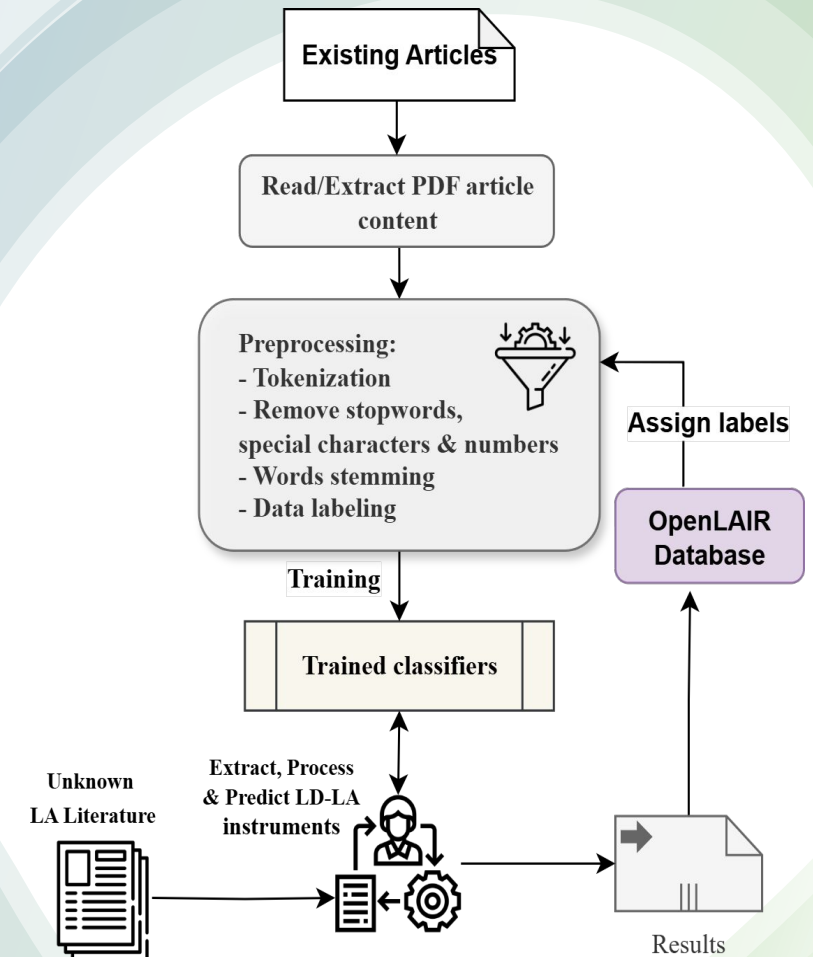 Existing Articles
Read/Extract PDF article
content
Preprocessing:
- Tokenization
- Remove stopwords,
special characters & numbers
- Words stemming
- Data labeling
Assign labels
OpenLAIR
Database
Training
Trained classifiers
Extract, Process
& Predict LD-LA
instruments
Unknown
LA Literature
Results